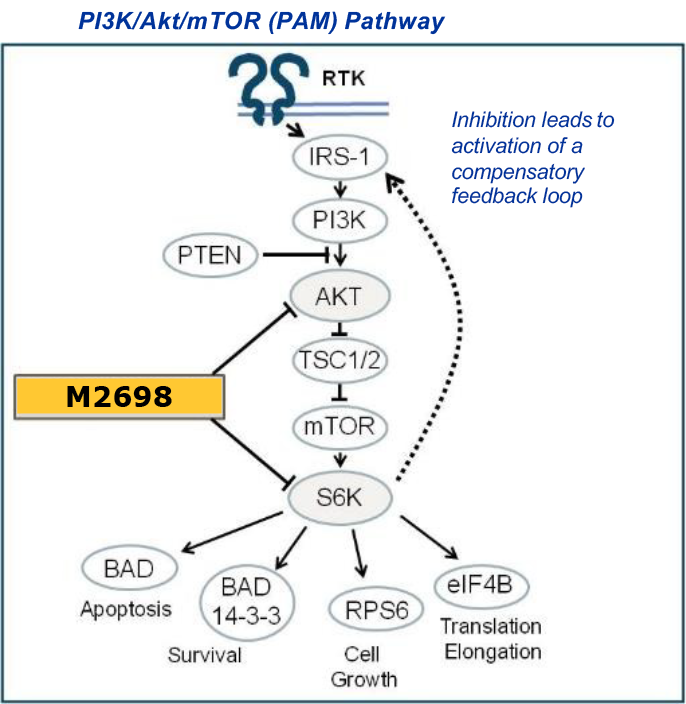 PI3K/Akt/mTOR (PAM) Pathway
RTK
Inhibition leads to
activation of a
compensatory
feedback loop
IRS-1
PI3K
PTEN
AKT
TSC1/2
M2698
mTOR
S6K
BAD
Apoptosis
BAD
14-3-3
Survival
RPS6
Cell
Growth
eIF4B
Translation
Elongation